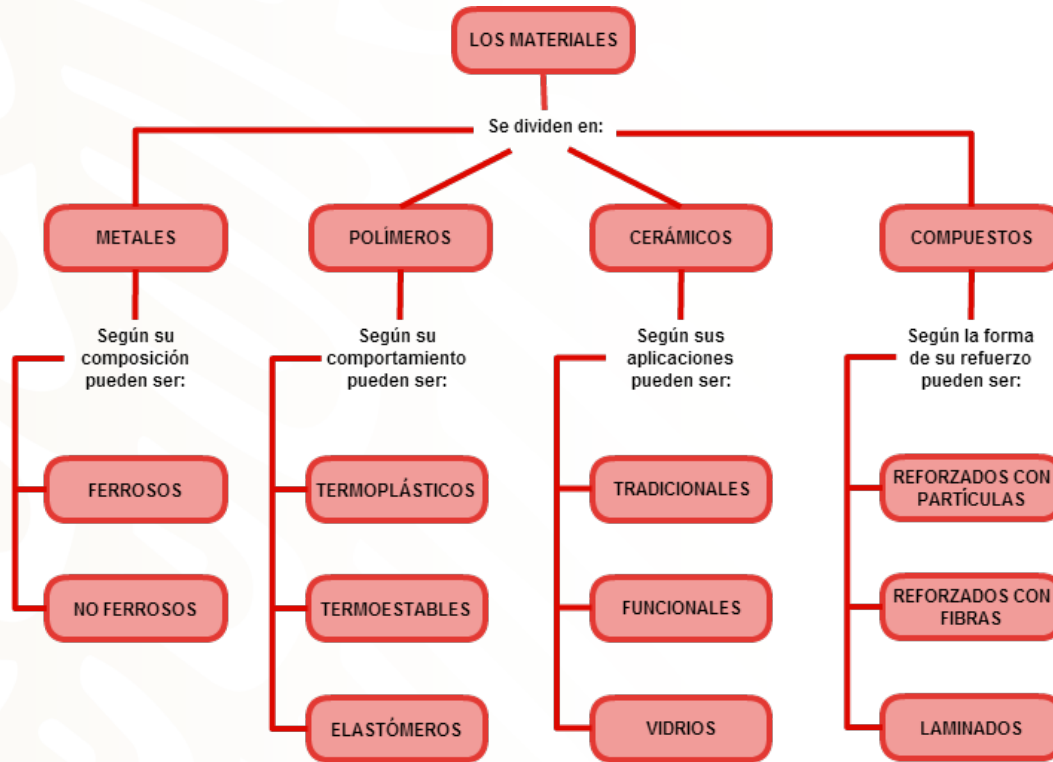 LOS MATERIALES
Se dividen en:
METALES
POLÍMEROS
CERÁMICOS
COMPUESTOS
Según su
composición
pueden ser:
Según su
comportamiento
pueden ser:
Según sus
aplicaciones
pueden ser:
Según la forma
de su refuerzo
pueden ser:
FERROSOS
TERMOPLÁSTICOS
TRADICIONALES
REFORZADOS CON
PARTÍCULAS
NO FERROSOS
TERMOESTABLES
FUNCIONALES
REFORZADOS CON
FIBRAS
ELASTÓMEROS
VIDRIOS
LAMINADOS